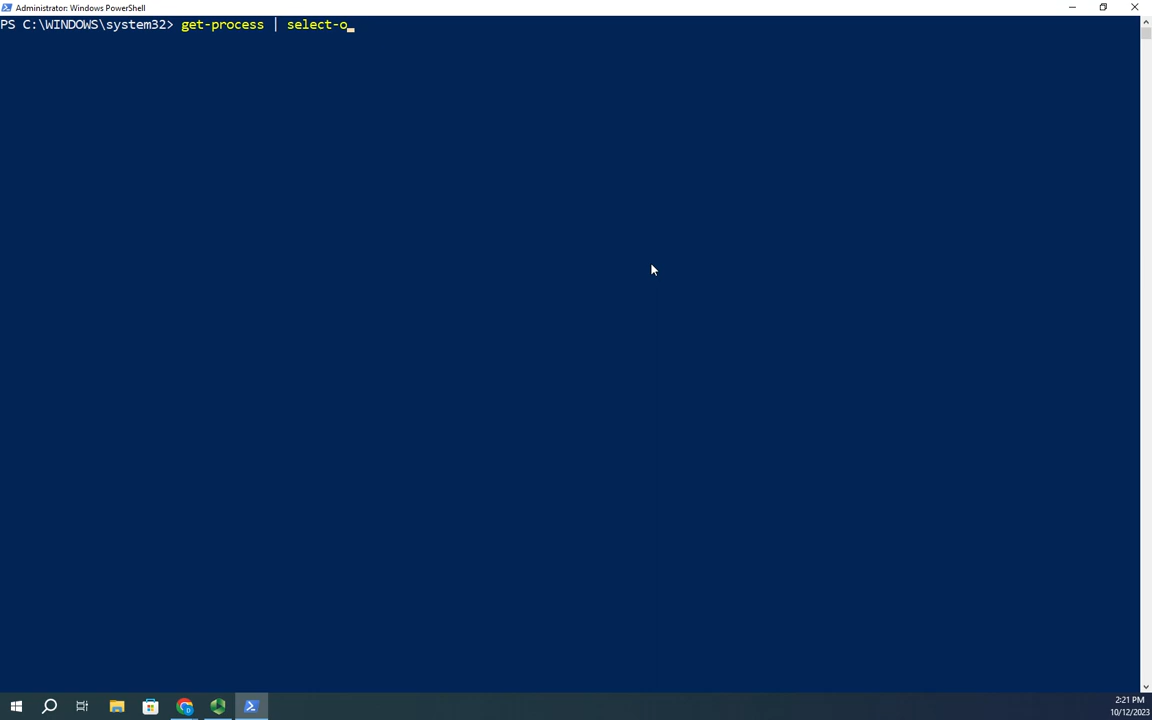 Administrator: Windows PowerShell
PS C:\WINDOWS\system32> get-process | select-o
2:21 PM
10/12/2023